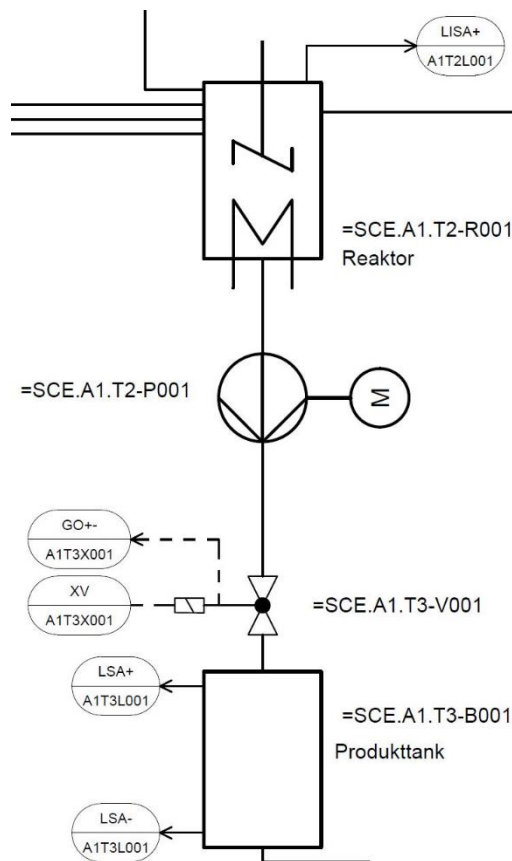 LISA+
A1T2L001
=SCE.A1.T2-R001
Reaktor
=SCE.A1.T2-P001
M
GO+-
A1T3X001
XV
A1T3X001
=SCE.A1.T3-V001
LSA+
A1T3L001
=SCE.A1.T3-B001
Produkttank
LSA-
A1T3L001